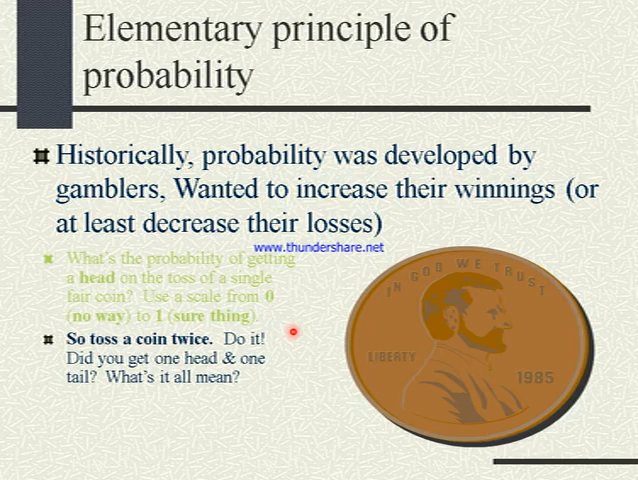 Elementary principle of
probability
Historically, probability was developed by
gamblers, Wanted to increase their winnings (or
at least decrease their losses)
www.thundershare.net
What's the probability of getting
a head on the toss of a single
fair coin? Use a scale from 0
(no way) to 1 (sure thing).
So toss a coin twice. Do it!
Did you get one head & one
tail? What's it all mean?
IN GOD WE TRUST
LIBERTY
1985